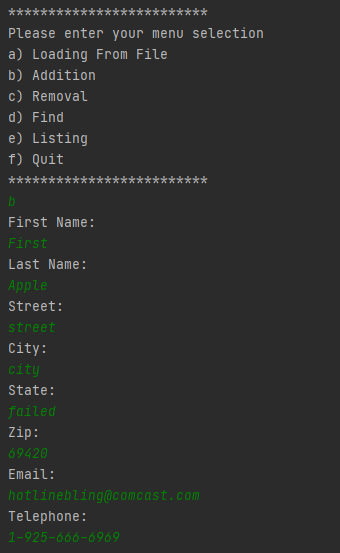 *************************
Please enter your menu selection
a) Loading From File
b) Addition
c) Removal
d) Find
e) Listing
f) Quit
*************************
b
First Name:
First
Last Name:
Apple
Street:
street
City:
city
State:
failed
Zip:
69420
Email:
hotlinebling@comcast.com
Telephone:
1-925-666-6969